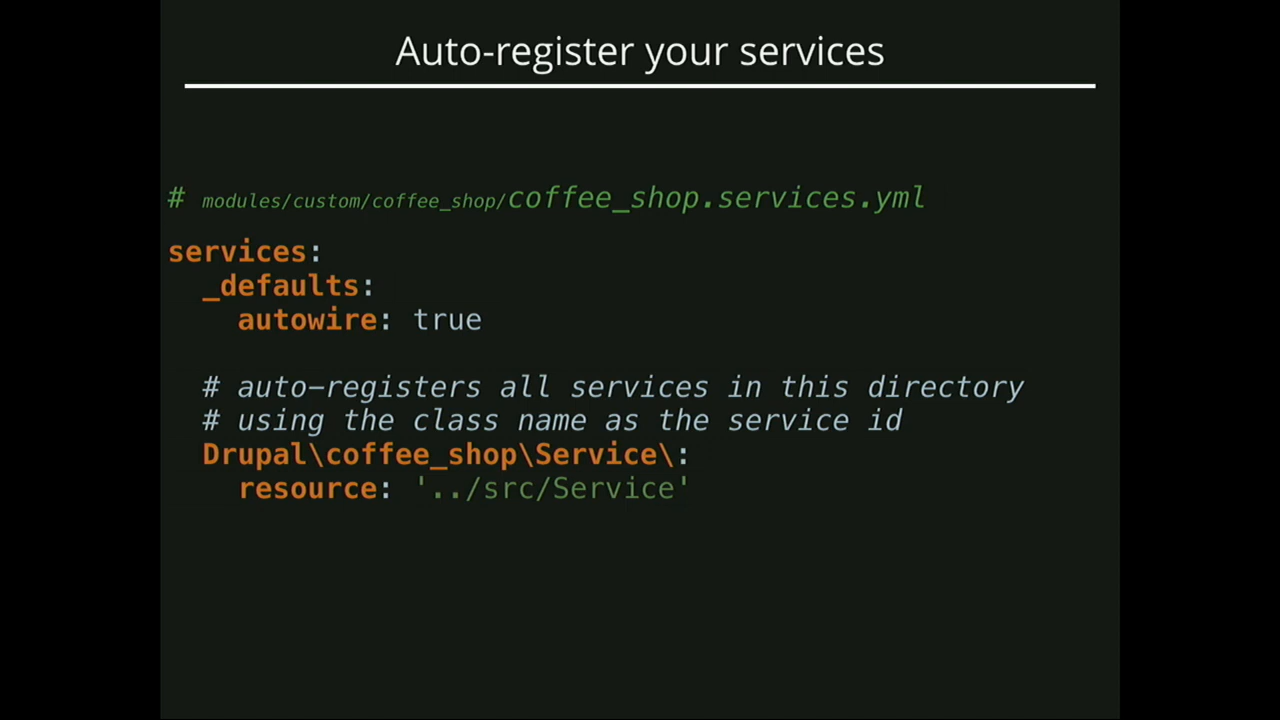 Auto-register your services
# modules/custom/coffee_shop/coffee_shop.services.yml
services:
  _defaults:
    autowire: true
  # auto-registers all services in this directory
  # using the class name as the service id
  Drupal\coffee_shop\Service\:
    resource: '../src/Service'